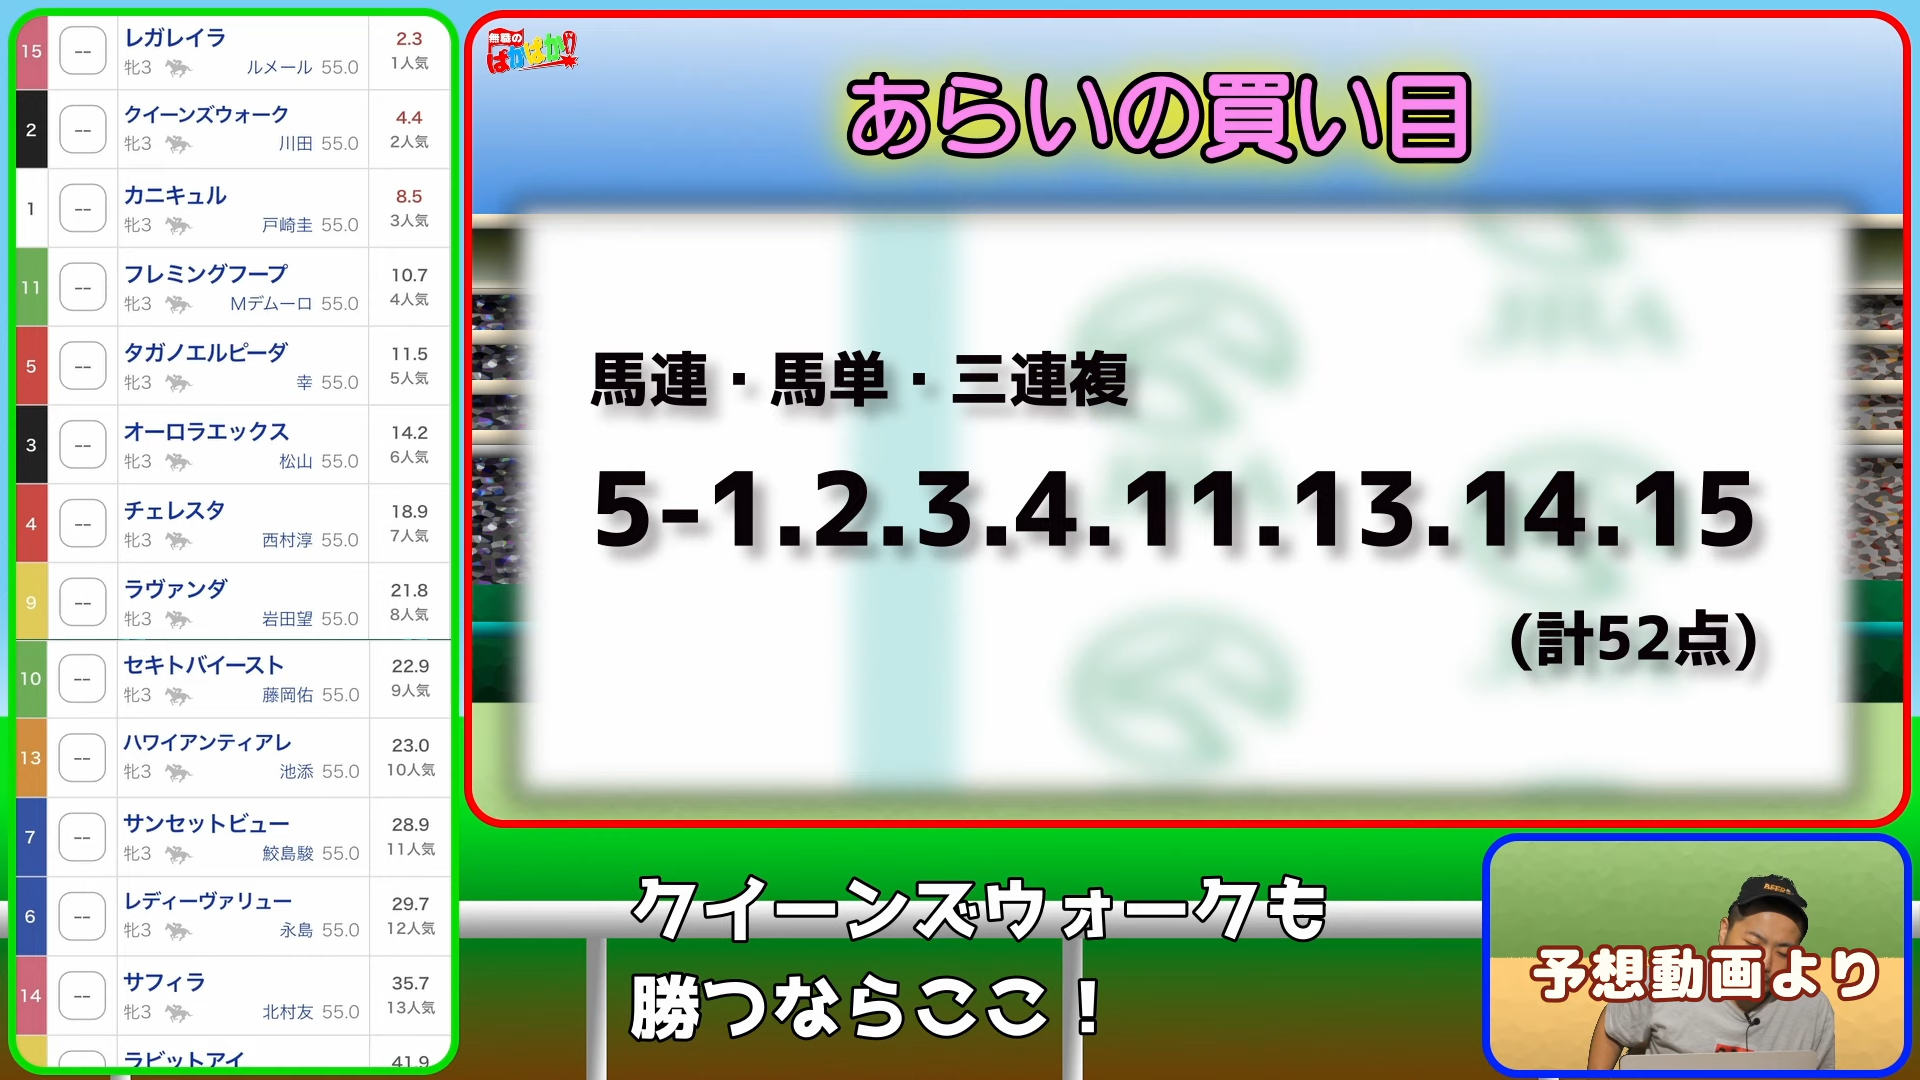 15 -- レガレイラ 2.3
牝3 ルメール 55.0 1人気
2 -- クイーンズウォーク 4.4
牝3 川田 55.0 2人気
1 -- カニキュル 8.5
牝3 戸崎圭 55.0 3人気
11 -- フレミングフープ 10.7
牝3 Mデムーロ 55.0 4人気
5 -- タガノエルピーダ 11.5
牝3 幸 55.0 5人気
3 -- オーロラエックス 14.2
牝3 松山 55.0 6人気
4 -- チェレスタ 18.9
牝3 西村淳 55.0 7人気
9 -- ラヴァンダ 21.8
牝3 岩田望 55.0 8人気
10 -- セキトバイースト 22.9
牝3 藤岡佑 55.0 9人気
13 -- ハワイアンティアレ 23.0
牝3 池添 55.0 10人気
7 -- サンセットビュー 28.9
牝3 鮫島駿 55.0 11人気
6 -- レディーヴァリュー 29.7
牝3 永島 55.0 12人気
14 -- サフィラ 35.7
牝3 北村友 55.0 13人気
ラビットアイ 41.9
無職の
ぱかぱか!!
あらいの買い目
JRA
馬連・馬単・三連複
5-1.2.3.4.11.13.14.15
(計52点)
クイーンズウォークも
勝つならここ！
BEER
予想動画より